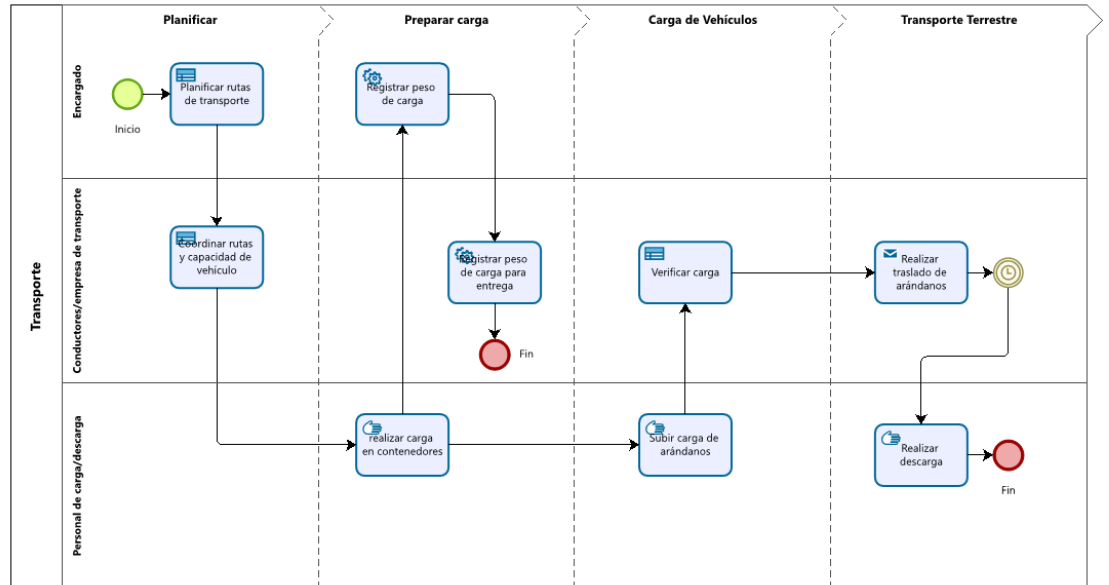 Planificar
Preparar carga
Carga de Vehículos
Transporte Terrestre
Transporte
Encargado
Inicio
Planificar rutas
de transporte
Registrar peso
de carga
Conductores/empresa de transporte
Coordinar rutas
y capacidad de
vehículo
Registrar peso
de carga para
entrega
Fin
Verificar carga
Realizar
traslado de
arándanos
Personal de carga/descarga
realizar carga
en contenedores
Subir carga de
arándanos
Realizar
descarga
Fin